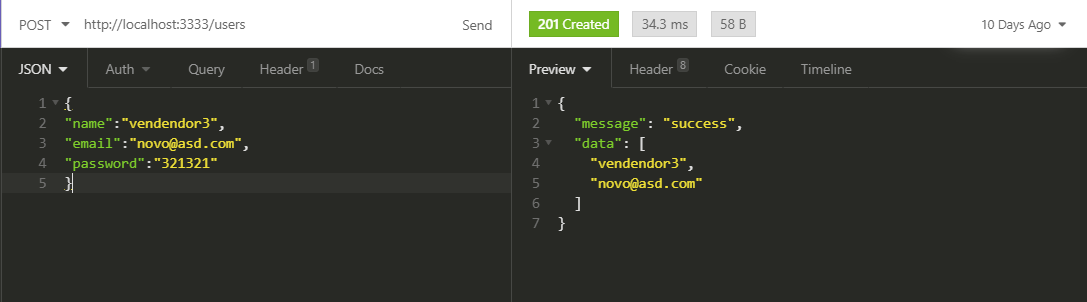 POST http://localhost:3333/users Send
201 Created 34.3 ms 58 B 10 Days Ago
JSON Auth Query Header 1 Docs
Preview Header 8 Cookie Timeline
1 {
2 "name":"vendendor3",
3 "email":"novo@asd.com",
4 "password":"321321"
5 }
1 {
2 "message": "success",
3 "data": [
4 "vendendor3",
5 "novo@asd.com"
6 ]
7 }